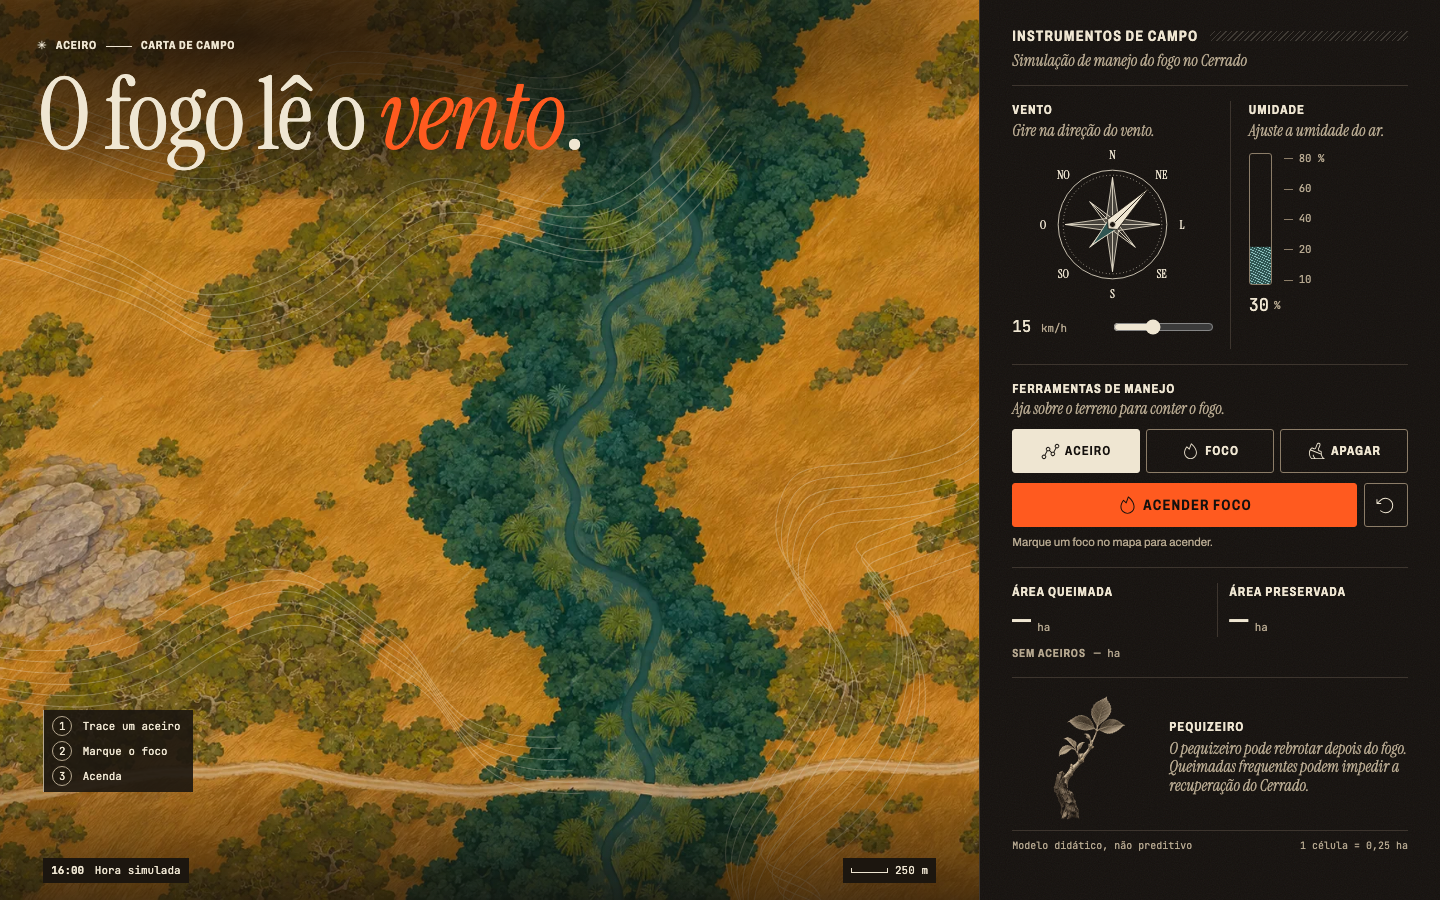 ✳ ACEIRO — CARTA DE CAMPO
O fogo lê o vento.
1 Trace um aceiro
2 Marque o foco
3 Acenda
16:00 Hora simulada
250 m
INSTRUMENTOS DE CAMPO
Simulação de manejo do fogo no Cerrado
VENTO
Gire na direção do vento.
N
NO NE
O L
SO SE
S
15 km/h
UMIDADE
Ajuste a umidade do ar.
80 %
60
40
20
10
30 %
FERRAMENTAS DE MANEJO
Aja sobre o terreno para conter o fogo.
ACEIRO FOCO APAGAR
ACENDER FOCO
Marque um foco no mapa para acender.
ÁREA QUEIMADA
— ha
ÁREA PRESERVADA
— ha
SEM ACEIROS — ha
PEQUIZEIRO
O pequizeiro pode rebrotar depois do fogo.
Queimadas frequentes podem impedir a
recuperação do Cerrado.
Modelo didático, não preditivo
1 célula = 0,25 ha